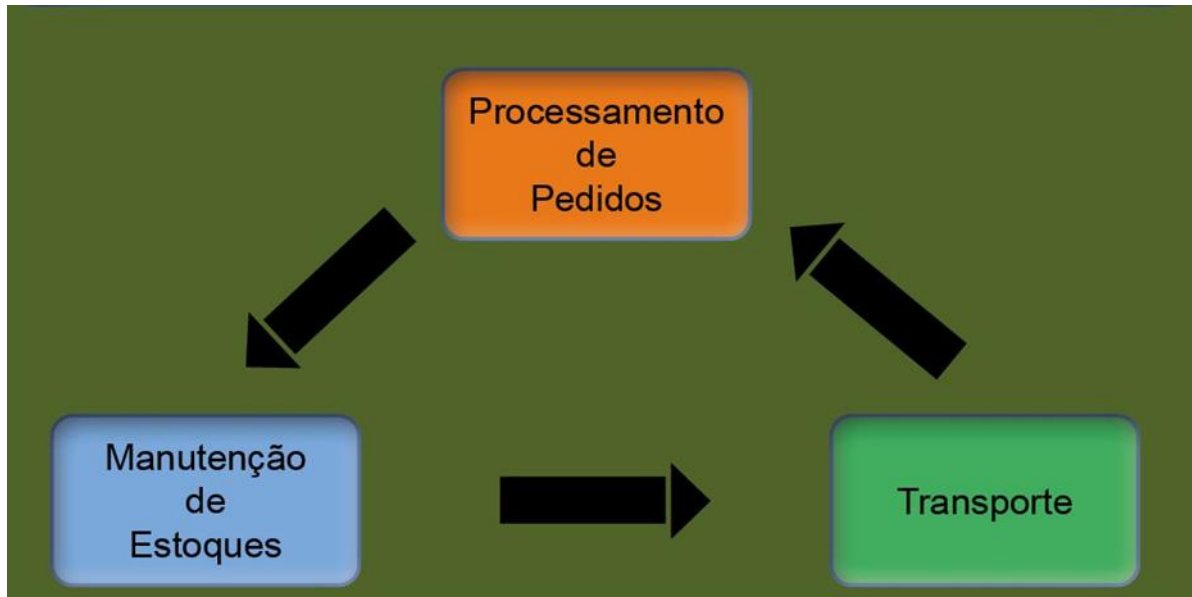 Processamento
de
Pedidos
Manutenção
de
Estoques
Transporte